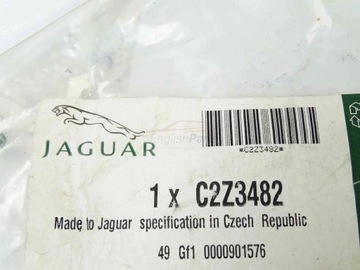 *C2Z3482*
JAGUAR
1 x C2Z3482
Made to Jaguar specification in Czech Republic
49 Gf1 0000901576